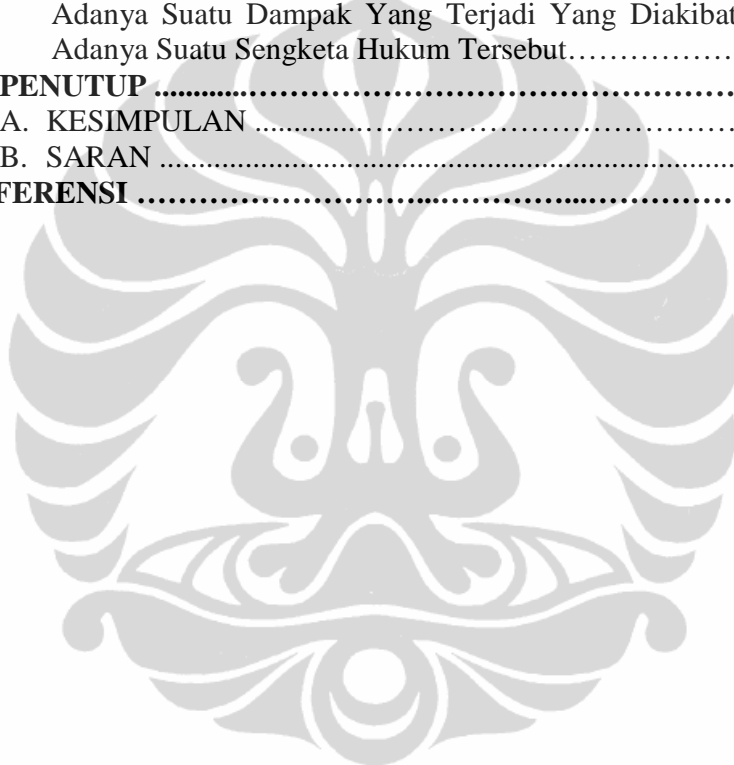 Adanya Suatu Dampak Yang Terjadi Yang Diakibat
Adanya Suatu Sengketa Hukum Tersebut………………
PENUTUP ............……………………………………………
A. KESIMPULAN .............………………………………
B. SARAN ..........................................................................
FERENSI ………………………....…………....……………